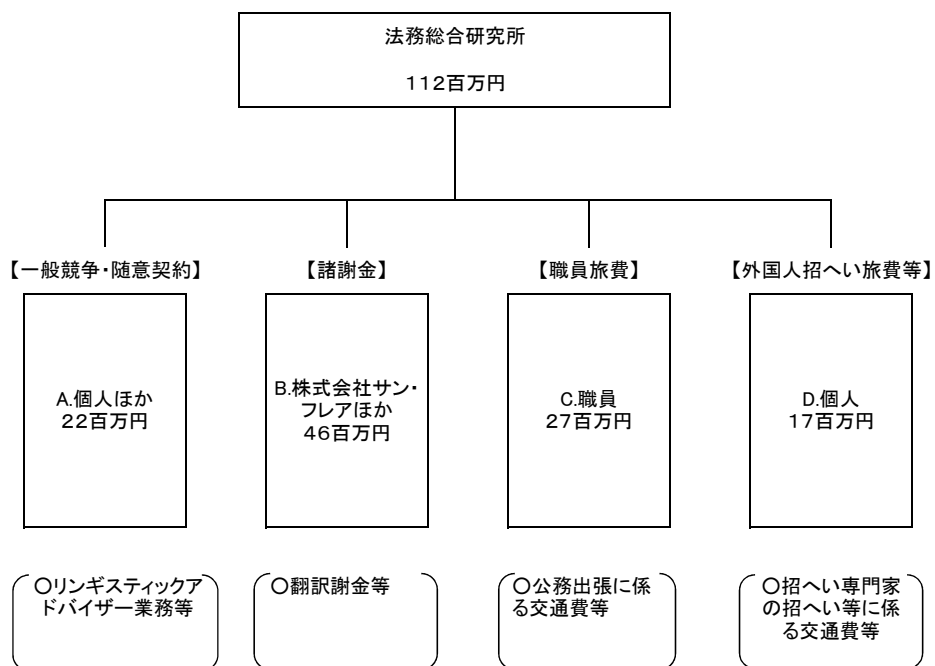 法務総合研究所
112百万円
【一般競争・随意契約】
【諸謝金】
【職員旅費】
【外国人招へい旅費等】
A.個人ほか
22百万円
B.株式会社サン・
フレアほか
46百万円
C.職員
27百万円
D.個人
17百万円
○リンギスティックア
ドバイザー業務等
○翻訳謝金等
○公務出張に係
る交通費等
○招へい専門家
の招へい等に係
る交通費等